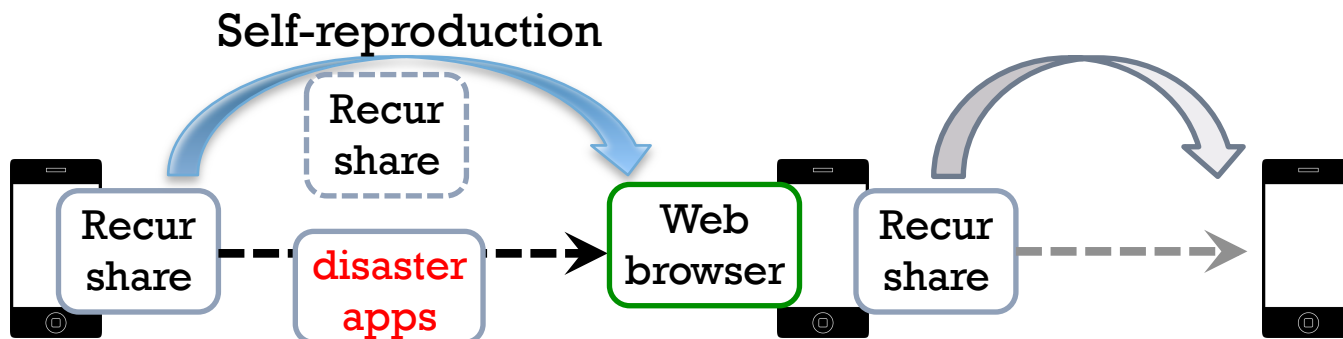 Self-reproduction
Recur
share
Recur
share
disaster
apps
Web
browser
Recur
share